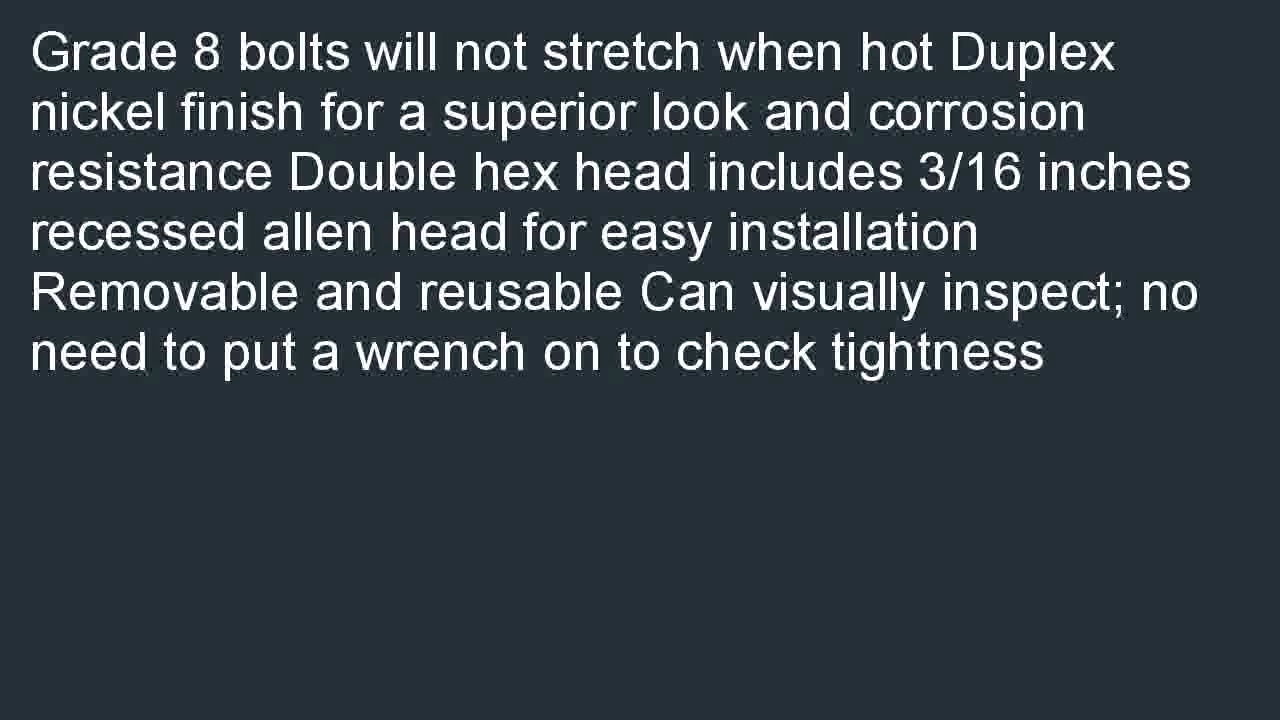 Grade 8 bolts will not stretch when hot Duplex
nickel finish for a superior look and corrosion
resistance Double hex head includes 3/16 inches
recessed allen head for easy installation
Removable and reusable Can visually inspect; no
need to put a wrench on to check tightness